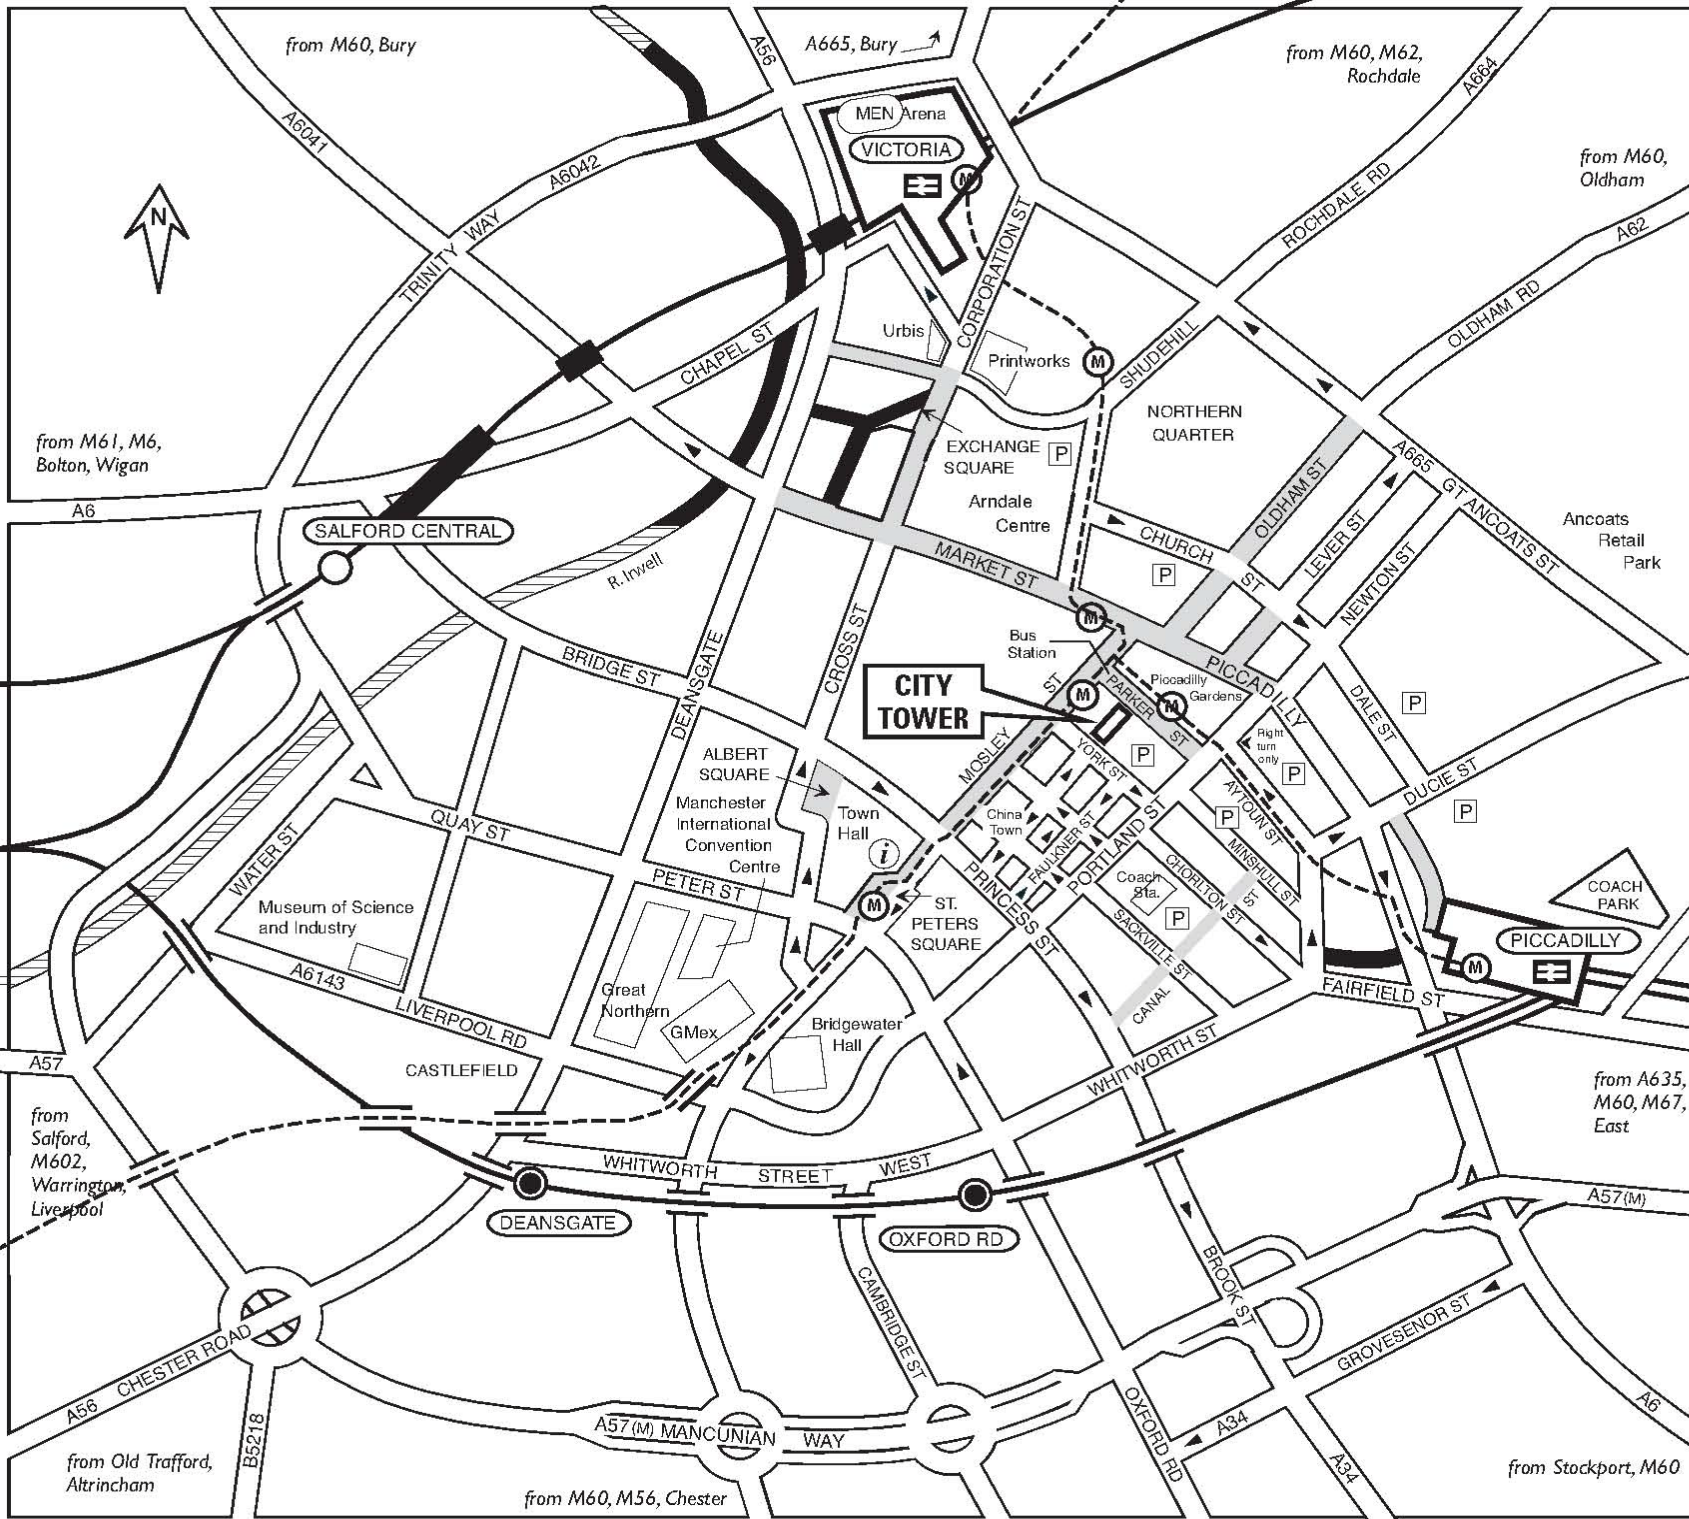 from M60, Bury
A56
A665, Bury
from M60, M62,
Rochdale
A664
A6041
A6042
MEN Arena
VICTORIA
M
from M60,
Oldham
N
TRINITY WAY
ROCHDALE RD
A62
CORPORATION ST
CHAPEL ST
Urbis
Printworks
M
SHUDEHILL
OLDHAM RD
NORTHERN
QUARTER
from M61, M6,
Bolton, Wigan
EXCHANGE
SQUARE
P
A665
GT ANCOATS ST
A6
SALFORD CENTRAL
Arndale
Centre
OLDHAM ST
LEVER ST
NEWTON ST
Ancoats
Retail
Park
CHURCH
ST
MARKET ST
P
R. Irwell
M
Bus
Station
BRIDGE ST
DEANSGATE
CROSS ST
CITY
TOWER
MOSLEY
ST
M
PARKER
ST
Piccadilly
Gardens
M
PICCADILLY
DALE ST
P
ALBERT
SQUARE
YORK ST
P
Right
turn
only
P
DUCIE ST
P
Manchester
International
Convention
Centre
Town
Hall
i
China
Town
FAULKNER ST
PORTLAND ST
P
AYTOUN ST
MINSHULL ST
QUAY ST
WATER ST
PETER ST
PRINCESS ST
Coach
Sta.
CHORLTON ST
P
SACKVILLE ST
CANAL
ST
COACH
PARK
Museum of Science
and Industry
M
ST.
PETERS
SQUARE
PICCADILLY
M
A6143
LIVERPOOL RD
Great
Northern
GMex
Bridgewater
Hall
FAIRFIELD ST
A57
CASTLEFIELD
WHITWORTH ST
from
Salford,
M602,
Warrington,
Liverpool
from A635,
M60, M67,
East
WHITWORTH STREET WEST
A57(M)
DEANSGATE
OXFORD RD
CAMBRIDGE ST
BROOK ST
GROVESENOR ST
A56 CHESTER ROAD
B5218
A57(M) MANCUNIAN WAY
OXFORD RD
A34
A34
A6
from Old Trafford,
Altrincham
from M60, M56, Chester
from Stockport, M60